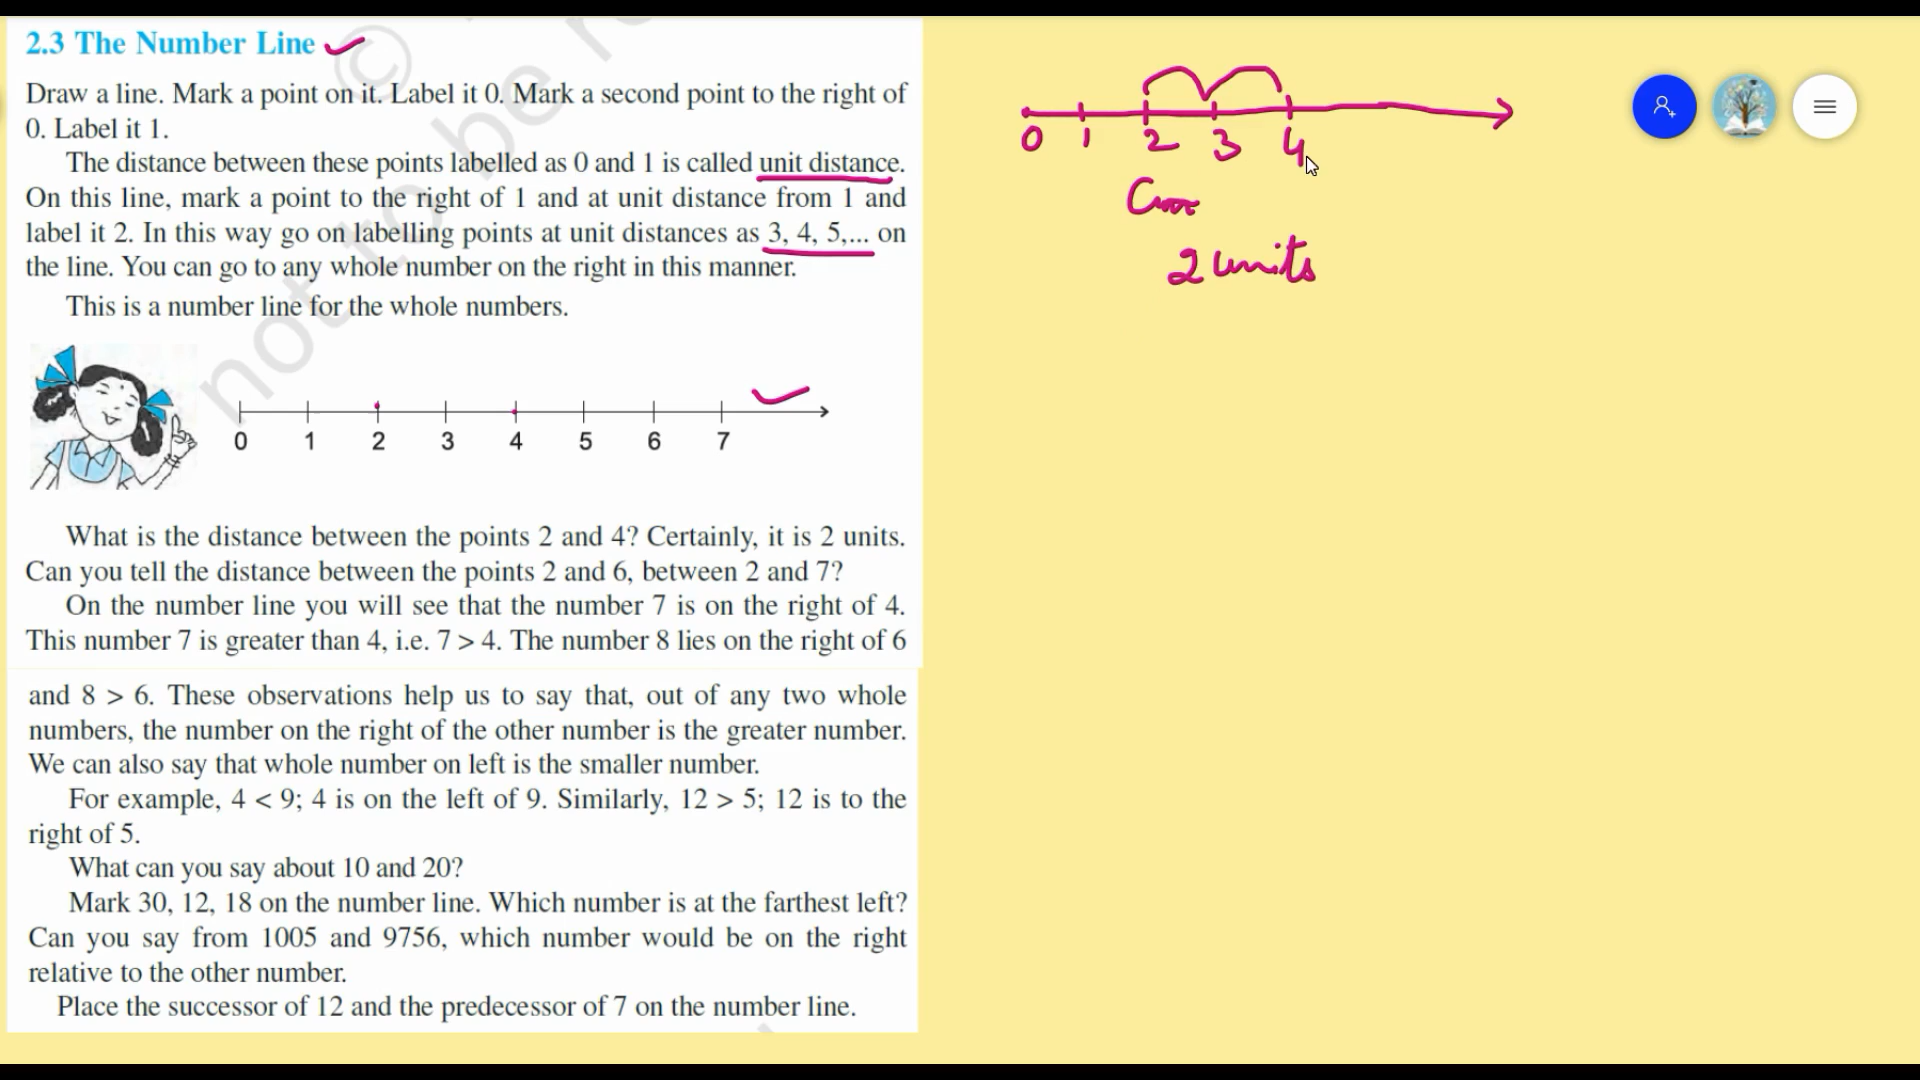 2.3 The Number Line
Draw a line. Mark a point on it. Label it 0. Mark a second point to the right of
0. Label it 1.
The distance between these points labelled as 0 and 1 is called unit distance.
On this line, mark a point to the right of 1 and at unit distance from 1 and
label it 2. In this way go on labelling points at unit distances as 3, 4, 5,... on
the line. You can go to any whole number on the right in this manner.
This is a number line for the whole numbers.
0 1 2 3 4 5 6 7
What is the distance between the points 2 and 4? Certainly, it is 2 units.
Can you tell the distance between the points 2 and 6, between 2 and 7?
On the number line you will see that the number 7 is on the right of 4.
This number 7 is greater than 4, i.e. 7 > 4. The number 8 lies on the right of 6
and 8 > 6. These observations help us to say that, out of any two whole
numbers, the number on the right of the other number is the greater number.
We can also say that whole number on left is the smaller number.
For example, 4 < 9; 4 is on the left of 9. Similarly, 12 > 5; 12 is to the
right of 5.
What can you say about 10 and 20?
Mark 30, 12, 18 on the number line. Which number is at the farthest left?
Can you say from 1005 and 9756, which number would be on the right
relative to the other number.
Place the successor of 12 and the predecessor of 7 on the number line.
0 1 2 3 4
2 units
© not to be re